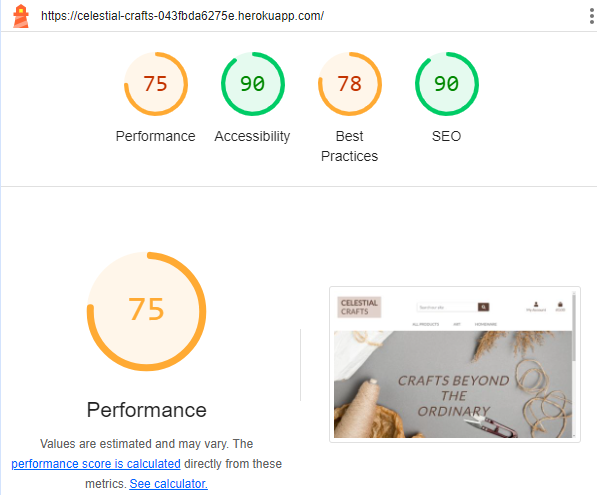 https://celestial-crafts-043fbda6275e.herokuapp.com/
75
90
78
90
Performance
Accessibility
Best
Practices
SEO
75
Performance
Values are estimated and may vary. The
performance score is calculated directly from these
metrics. See calculator.
CELESTIAL
CRAFTS
My Account
ALL PRODUCTS
ART
HOMEWARE
CRAFTS BEYOND
THE
ORDINARY